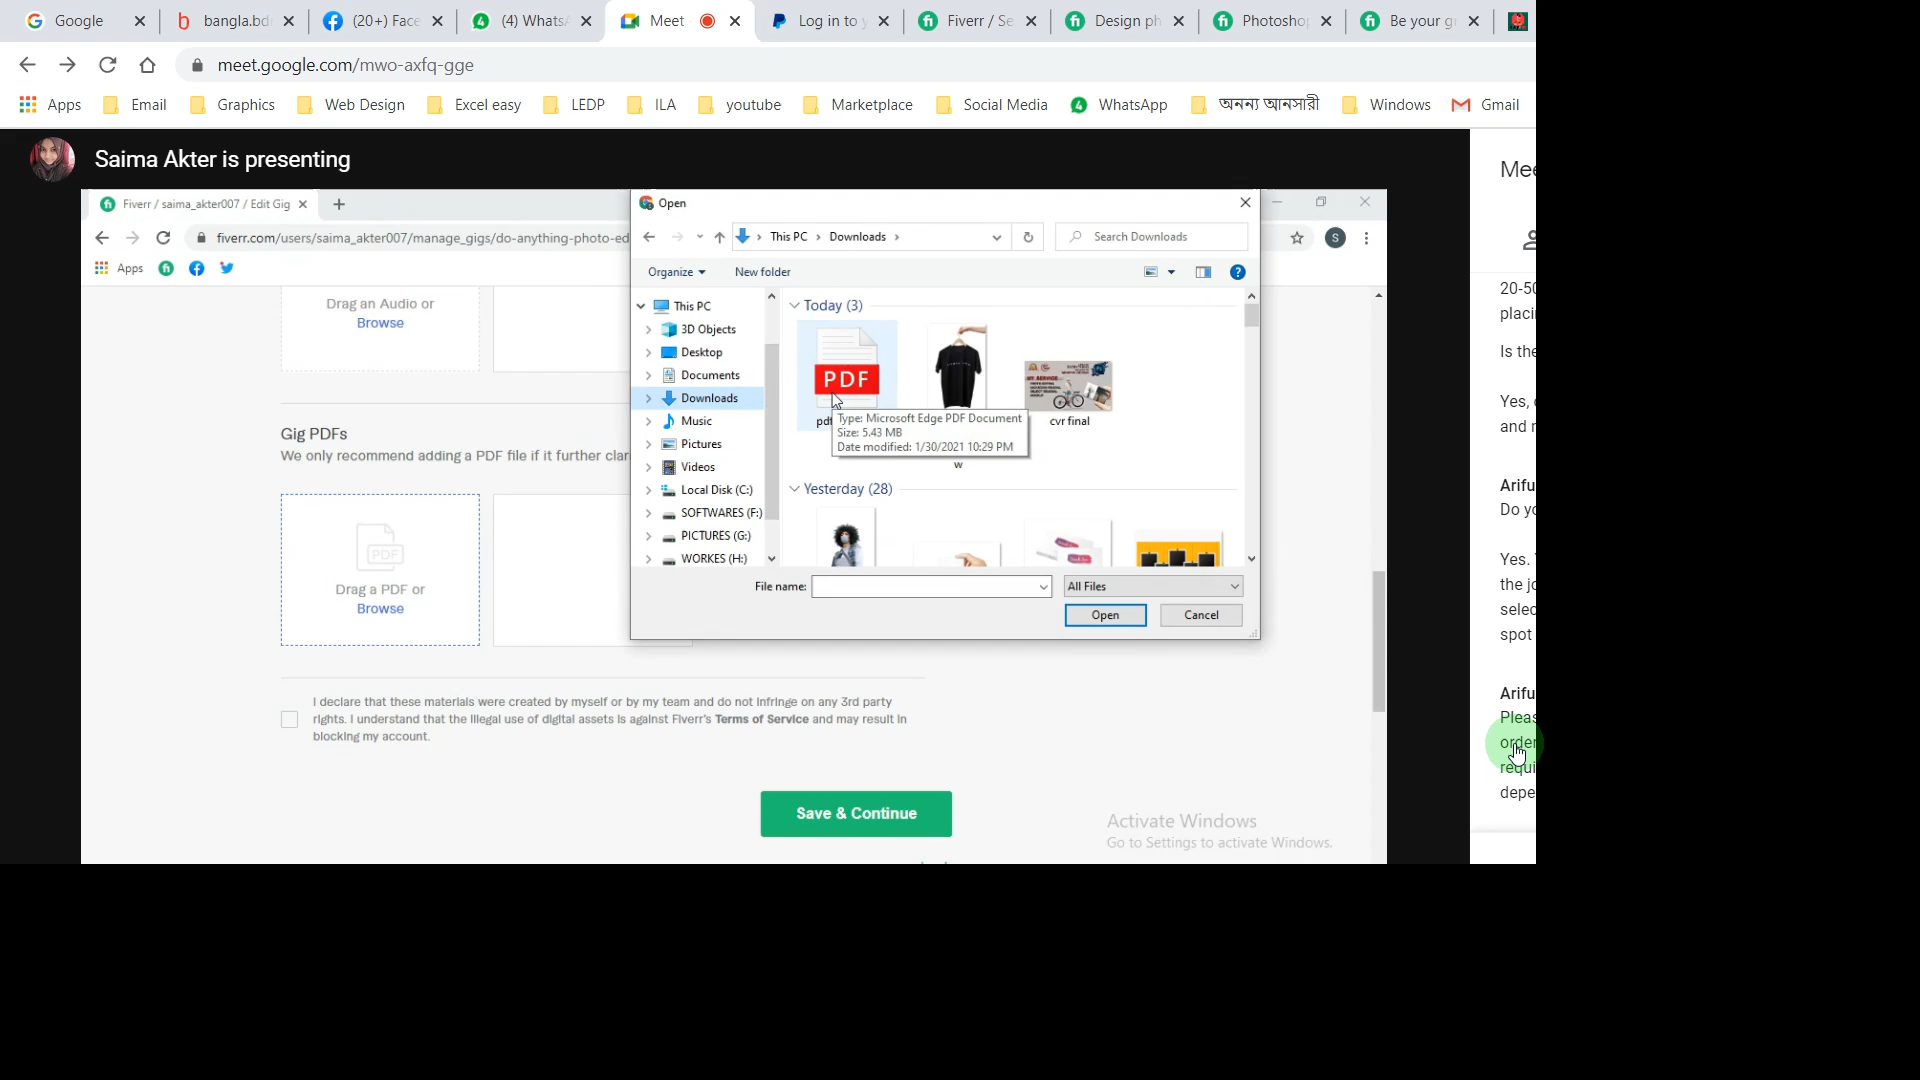 Google
bangla.bd
(20+) Face
(4) WhatsA
Meet
Log in to y
Fiverr / Se
Design ph
Photoshop
Be your g
meet.google.com/mwo-axfq-gge
Apps
Email
Graphics
Web Design
Excel easy
LEDP
ILA
youtube
Marketplace
Social Media
WhatsApp
অনন্য আনসারী
Windows
Gmail
Saima Akter is presenting
Mee
Fiverr / saima_akter007 / Edit Gig
fiverr.com/users/saima_akter007/manage_gigs/do-anything-photo-ed
Apps
S
Open
This PC > Downloads >
Search Downloads
Organize
New folder
This PC
3D Objects
Desktop
Documents
Downloads
Music
Pictures
Videos
Local Disk (C:)
SOFTWARES (F:)
PICTURES (G:)
WORKES (H:)
Today (3)
PDF
pdf
cvr final
Type: Microsoft Edge PDF Document
Size: 5.43 MB
Date modified: 1/30/2021 10:29 PM
w
Yesterday (28)
File name:
All Files
Open
Cancel
Drag an Audio or
Browse
Gig PDFs
We only recommend adding a PDF file if it further clar
PDF
Drag a PDF or
Browse
I declare that these materials were created by myself or by my team and do not infringe on any 3rd party
rights. I understand that the illegal use of digital assets is against Fiverr's Terms of Service and may result in
blocking my account.
Save & Continue
Activate Windows
Go to Settings to activate Windows.
20-50
placi
Is the
Yes,
and r
Arifu
Do yo
Yes.
the jo
selec
spot
Arifu
Pleas
order
requi
depe